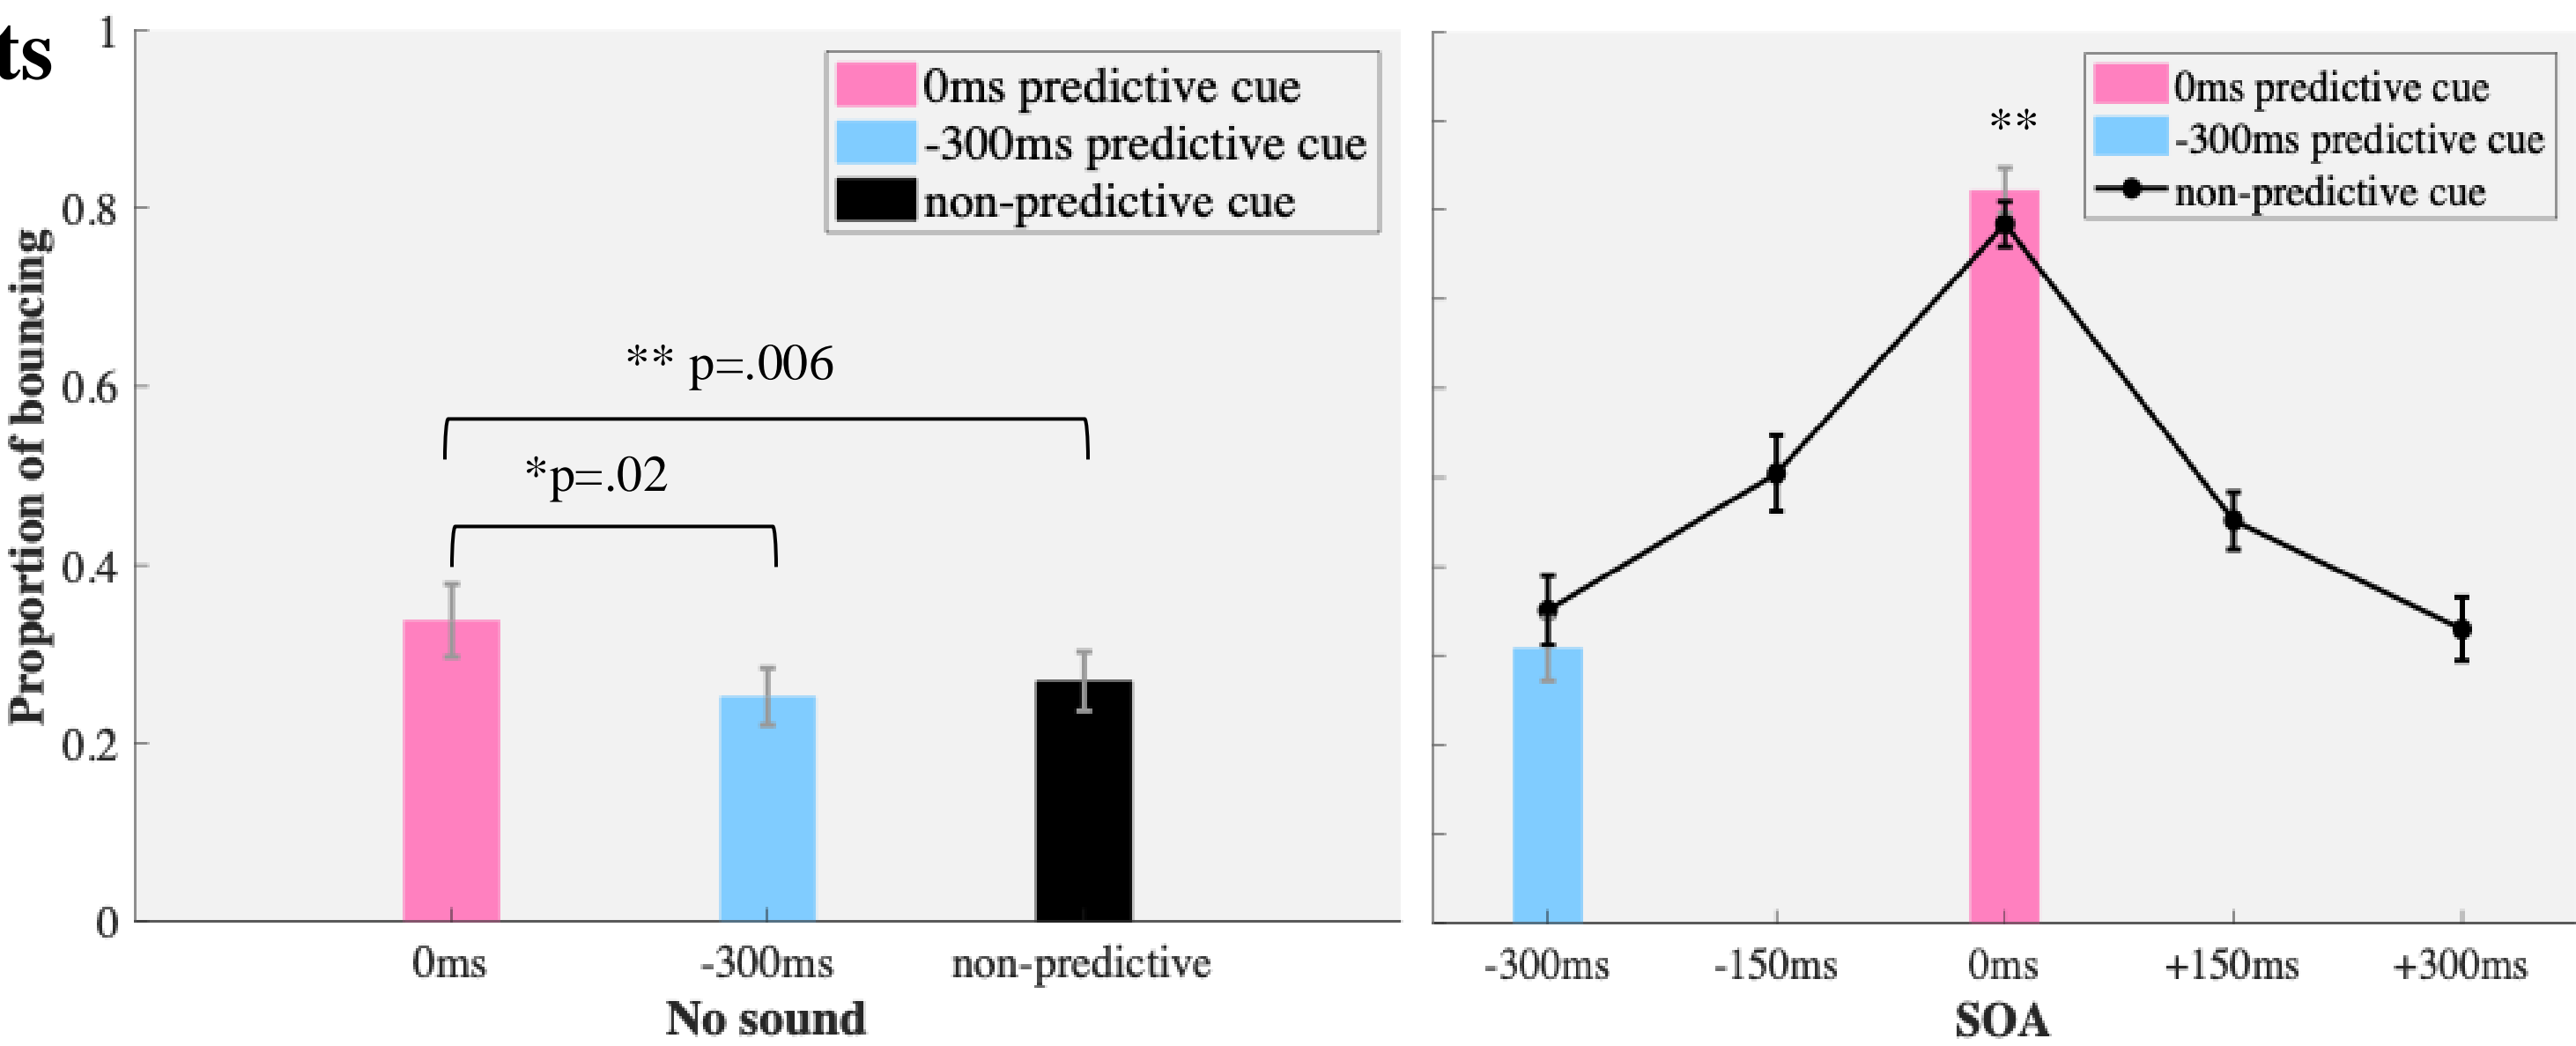 ts
Proportion of bouncing
1
0.8
0.6
0.4
0.2
0
0ms predictive cue
-300ms predictive cue
non-predictive cue
** p=.006
*p=.02
0ms -300ms non-predictive
No sound
0ms predictive cue
-300ms predictive cue
non-predictive cue
**
-300ms -150ms 0ms +150ms +300ms
SOA